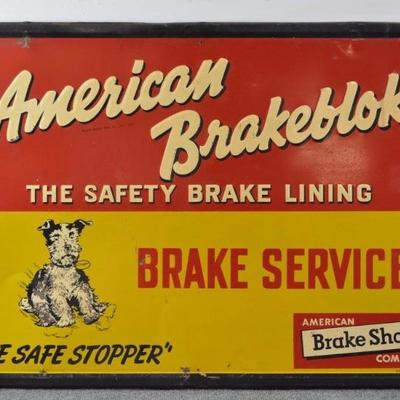 American
Brakeblok
THE SAFETY BRAKE LINING
BRAKE SERVICE
E SAFE STOPPER"
AMERICAN
Brake Sho
COM